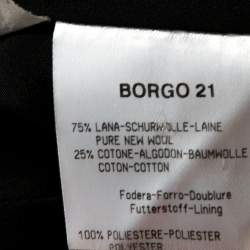 BORGO 21
75% LANA-SCHURWOLLE-LAINE
PURE NEW WOOL
25% COTONE-ALGODON-BAUMWOLLE
COTON-COTTON
Fodera-Forro-Doublure
Futterstoff-Lining
100% POLIESTERE-POLIESTER
POLYESTER